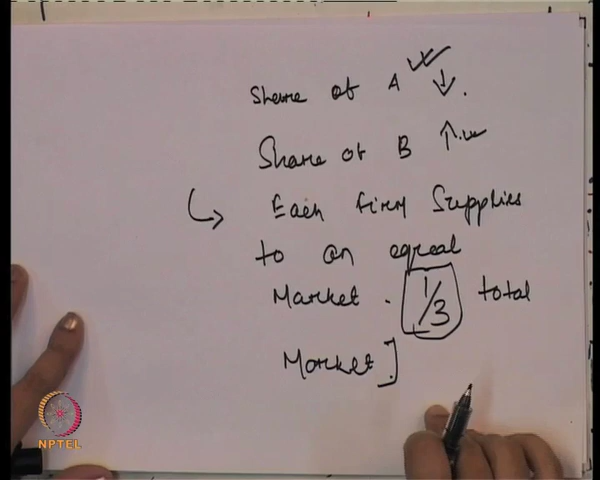 Share of A ↓.
Share of B ↑
↳ Each firm Supplies
to an equal
Market. 1/3 total
Market]
NPTEL